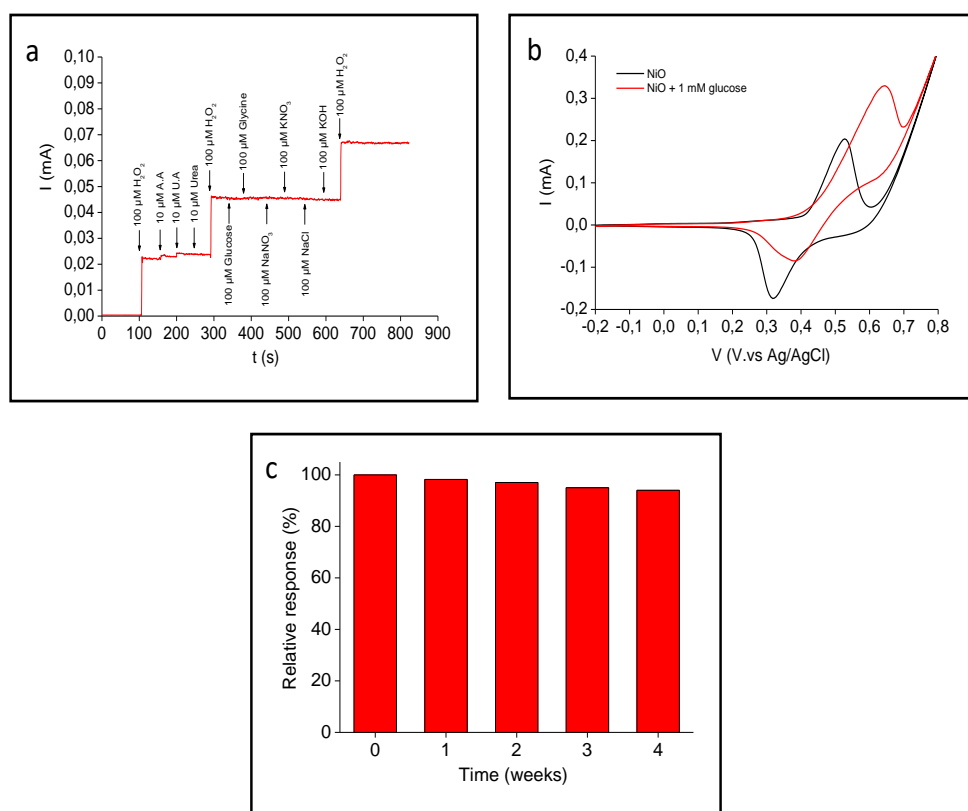 a
0,10
0,09
0,08
0,07
0,06
0,05
0,04
0,03
0,02
0,01
0,00
I (mA)
100 µM H₂O₂
10 µM A.A
10 µM U.A
10 µM Urea
100 µM H₂O₂
100 µM Glucose
100 µM Glycine
100 µM NaNO₃
100 µM KNO₃
100 µM NaCl
100 µM KOH
100 µM H₂O₂
0 100 200 300 400 500 600 700 800 900
t (s)
b
NiO
NiO + 1 mM glucose
0,4
0,3
0,2
0,1
0,0
-0,1
-0,2
I (mA)
-0,2 -0,1 0,0 0,1 0,2 0,3 0,4 0,5 0,6 0,7 0,8
V (V.vs Ag/AgCl)
c
100
80
60
40
20
0
Relative response (%)
0 1 2 3 4
Time (weeks)